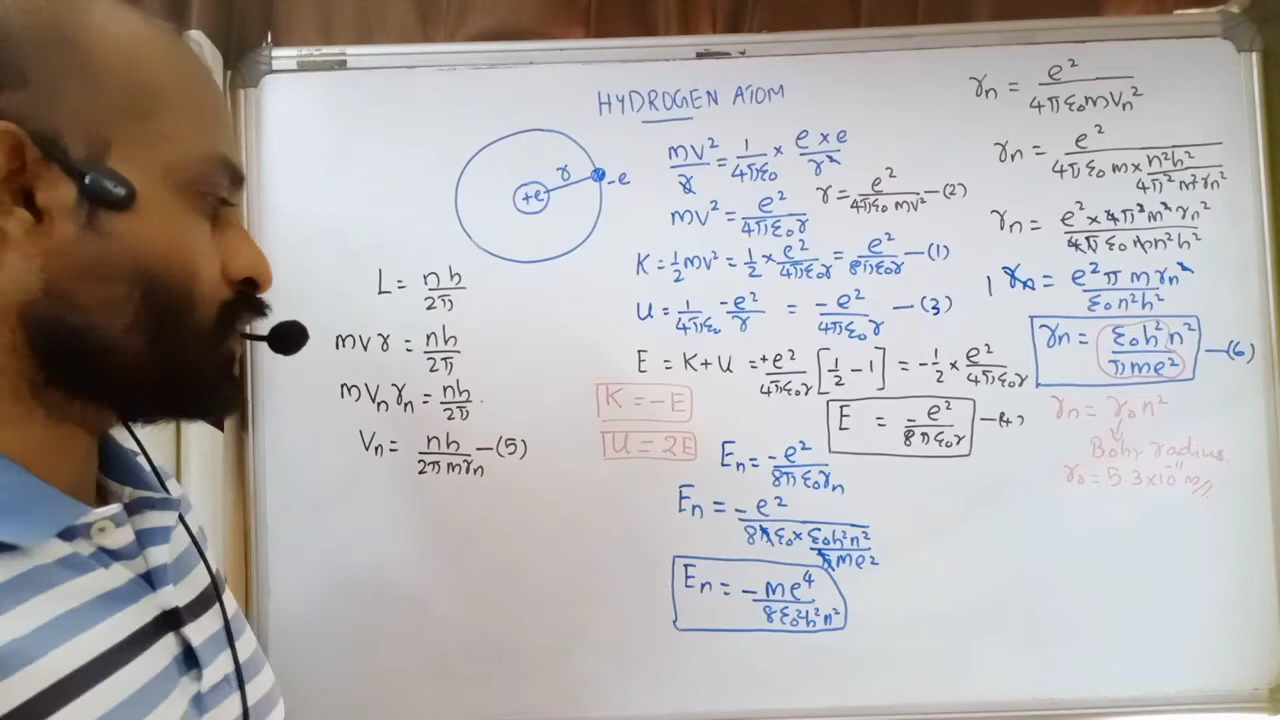 HYDROGEN ATOM
+e r -e
L = nh/2π
mvr = nh/2π
mVₙrₙ = nh/2π.
Vₙ = nh/2πmrₙ —(5)
mv²/r = 1/4πε₀ × e×e/r²
mv² = e²/4πε₀r
r = e²/4πε₀mv² —(2)
K = ½mv² = ½ × e²/4πε₀r = e²/8πε₀r —(1)
U = 1/4πε₀ -e²/r = -e²/4πε₀r —(3)
E = K+U = +e²/4πε₀r [½ - 1] = -½ × e²/4πε₀r
K = -E
U = 2E
E = -e²/8πε₀r —(4)
Eₙ = -e²/8πε₀rₙ
Eₙ = -e²/8πε₀ × ε₀h²n²/πme²
Eₙ = -me⁴/8ε₀²h²n²
rₙ = e²/4πε₀mVₙ²
rₙ = e²/4πε₀m × n²h²/4π²m²rₙ²
rₙ = e² × 4π²m²rₙ²/4πε₀mn²h²
1 rₙ = e²πmrₙ²/ε₀n²h²
rₙ = ε₀h²n²/πme² —(6)
rₙ = r₀n²
Bohr radius.
r₀ = 5.3×10⁻¹¹m//